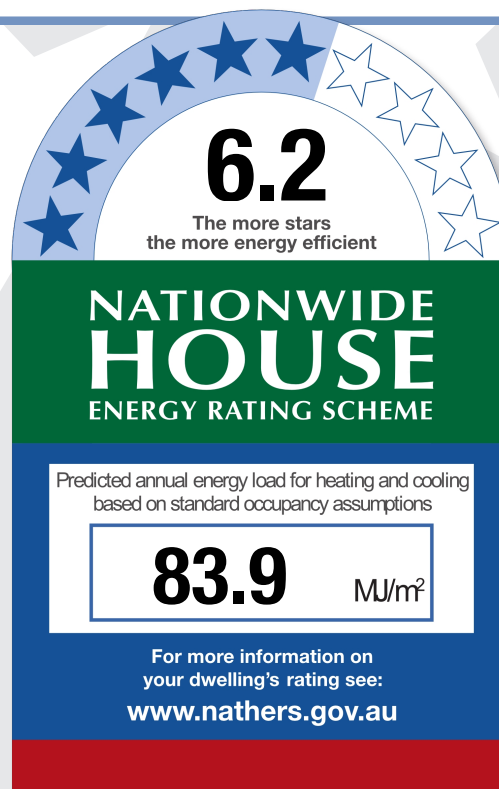 6.2
The more stars
the more energy efficient
NATIONWIDE
HOUSE
ENERGY RATING SCHEME
Predicted annual energy load for heating and cooling
based on standard occupancy assumptions
83.9 MJ/m²
For more information on
your dwelling's rating see:
www.nathers.gov.au